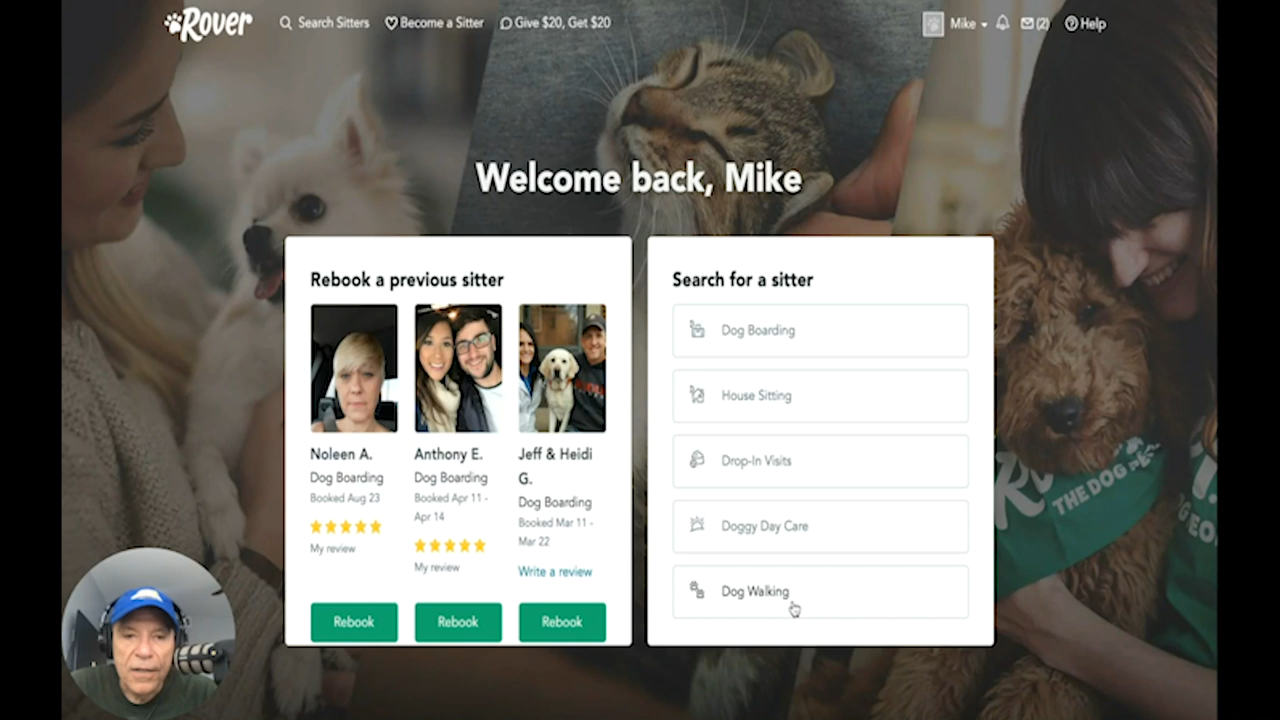 Rover
Search Sitters
Become a Sitter
Give $20, Get $20
Mike
(2)
Help
Welcome back, Mike
Rebook a previous sitter
Noleen A.
Dog Boarding
Booked Aug 23
My review
Rebook
Anthony E.
Dog Boarding
Booked Apr 11 -
Apr 14
My review
Rebook
Jeff & Heidi
G.
Dog Boarding
Booked Mar 11 -
Mar 22
Write a review
Rebook
Search for a sitter
Dog Boarding
House Sitting
Drop-In Visits
Doggy Day Care
Dog Walking
THE DOG